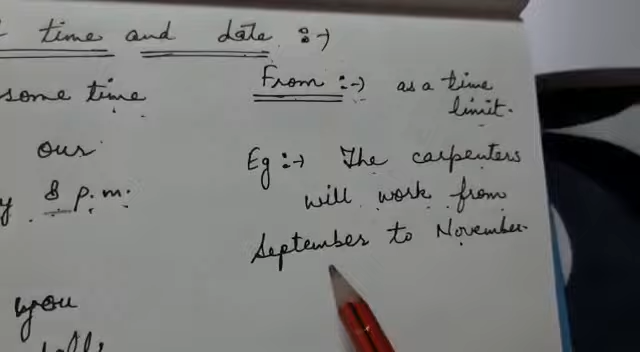 time and date :→
some time
our
y 8 p.m.
you
From :→ as a time
limit.
Eg :→ The carpenters
will work from
September to November.